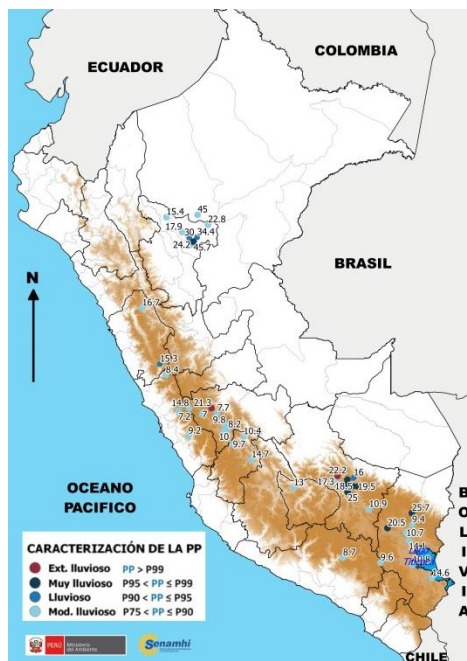 COLOMBIA
ECUADOR
15.4
45
22.8
17.9
30
34.4
24.2
45.7
BRASIL
N
16.7
15.3
8.4
14.8
21.3
7.7
7.2
7
9.8
8.2
9.2
10
10.4
9.7
14.7
22.2
16
13
17.3
18.5
19.5
25
OCEANO
PACIFICO
10.9
25.7
20.5
9.4
10.7
8.7
9.6
14.6
BOLIVIA
CHILE
CARACTERIZACIÓN DE LA PP
Ext. lluvioso PP > P99
Muy lluvioso P95 < PP ≤ P99
Lluvioso P90 < PP ≤ P95
Mod. lluvioso P75 < PP ≤ P90
PERÚ
Ministerio
del Ambiente
Senamhi